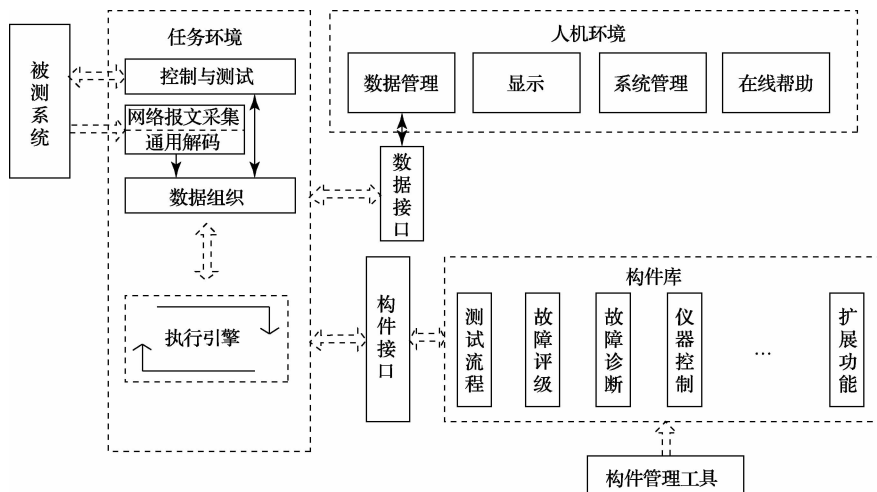 被测系统
任务环境
控制与测试
网络报文采集
通用解码
数据组织
执行引擎
人机环境
数据管理
显示
系统管理
在线帮助
数据接口
构件接口
构件库
测试流程
故障评级
故障诊断
仪器控制
…
扩展功能
构件管理工具